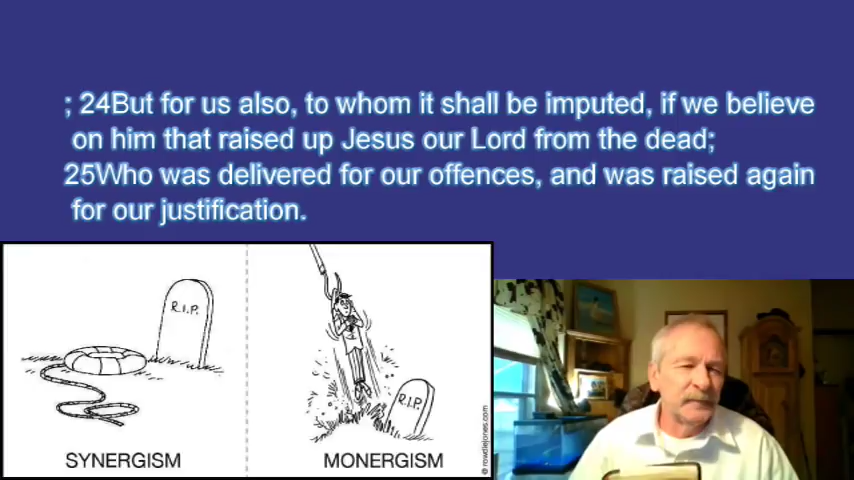 ; 24But for us also, to whom it shall be imputed, if we believe
on him that raised up Jesus our Lord from the dead;
25Who was delivered for our offences, and was raised again
for our justification.
R.I.P.
R.I.P.
SYNERGISM
MONERGISM
© rowdiejones.com